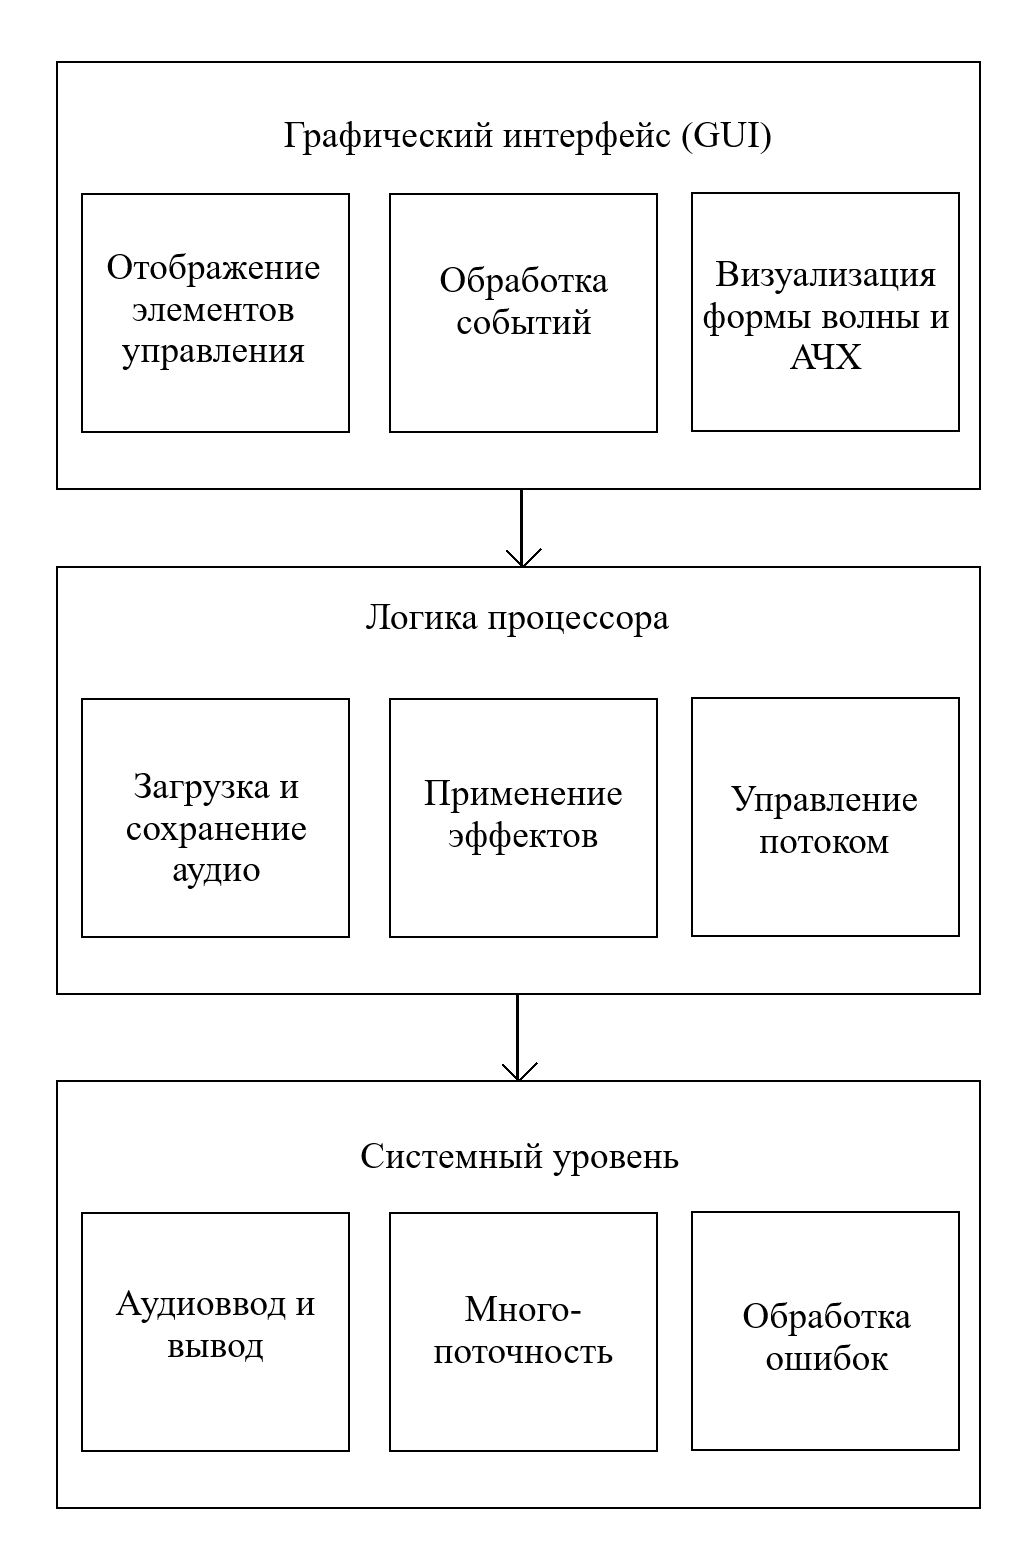 Графический интерфейс (GUI)
Отображение
элементов
управления
Обработка
событий
Визуализация
формы волны и
АЧХ
Логика процессора
Загрузка и
сохранение
аудио
Применение
эффектов
Управление
потоком
Системный уровень
Аудиоввод и
вывод
Много-
поточность
Обработка
ошибок